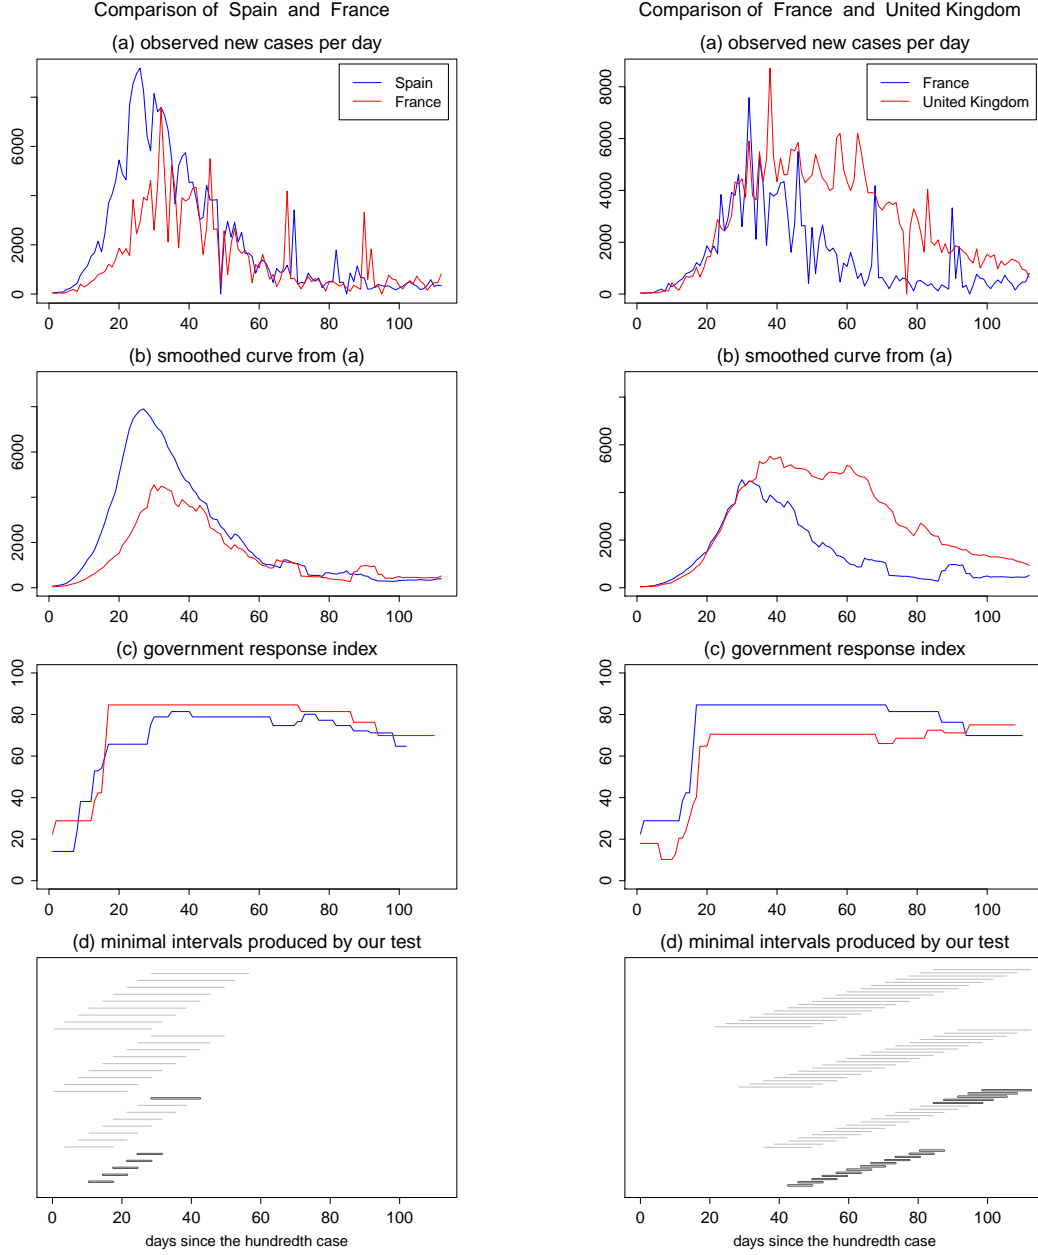 Comparison of Spain and France
(a) observed new cases per day
Spain
France
0 2000 6000
0 20 40 60 80 100
(b) smoothed curve from (a)
0 2000 6000
0 20 40 60 80 100
(c) government response index
0 20 40 60 80 100
0 20 40 60 80 100
(d) minimal intervals produced by our test
0 20 40 60 80 100
days since the hundredth case
Comparison of France and United Kingdom
(a) observed new cases per day
France
United Kingdom
0 2000 4000 6000 8000
0 20 40 60 80 100
(b) smoothed curve from (a)
0 2000 6000
0 20 40 60 80 100
(c) government response index
0 20 40 60 80 100
0 20 40 60 80 100
(d) minimal intervals produced by our test
0 20 40 60 80 100
days since the hundredth case